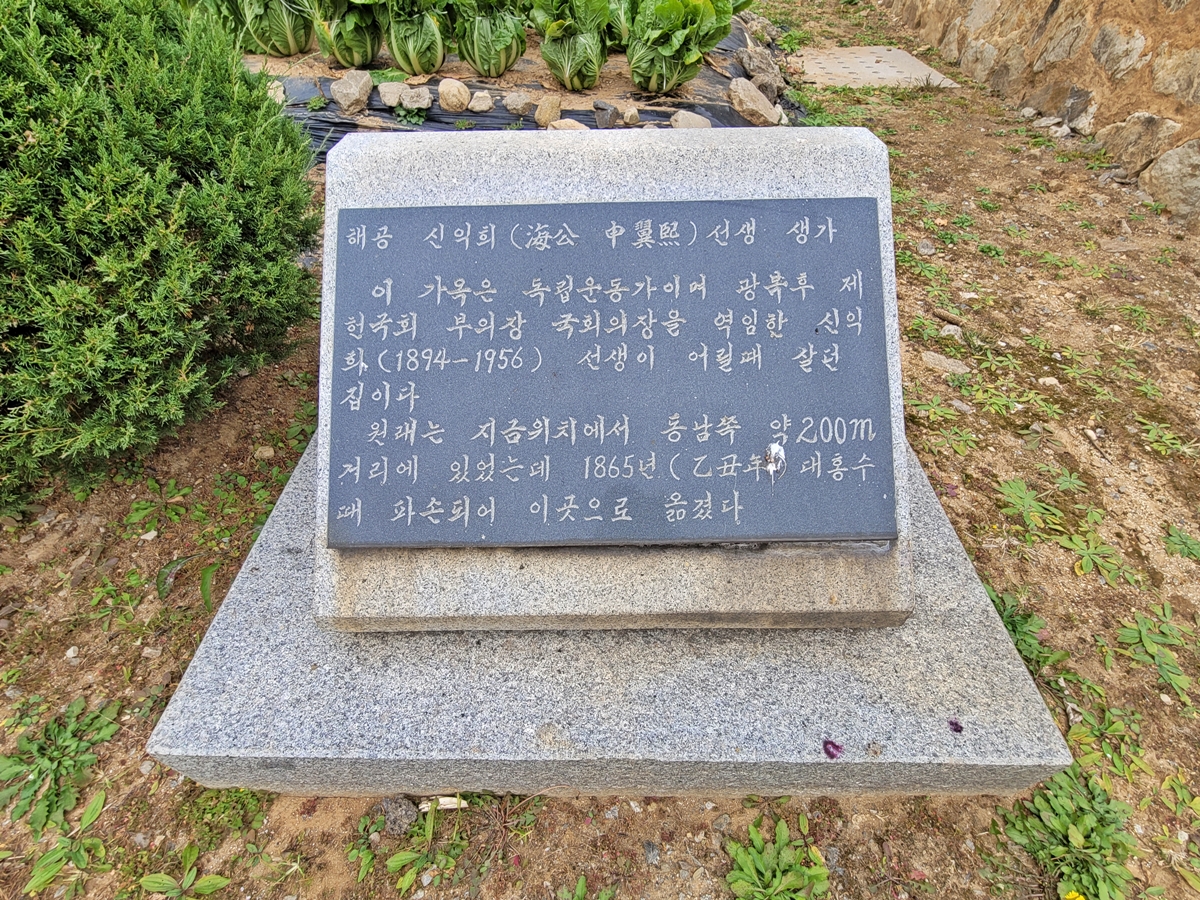 해공 신익희(海公 申翼熙)선생 생가
이 가옥은 독립운동가이며 광복후 제
헌국회 부의장 국회의장을 역임한 신익
희(1894-1956) 선생이 어릴때 살던
집이다
원래는 지금위치에서 동남쪽 약200m
거리에 있었는데 1865년(乙丑年)대홍수
때 파손되어 이곳으로 옮겼다